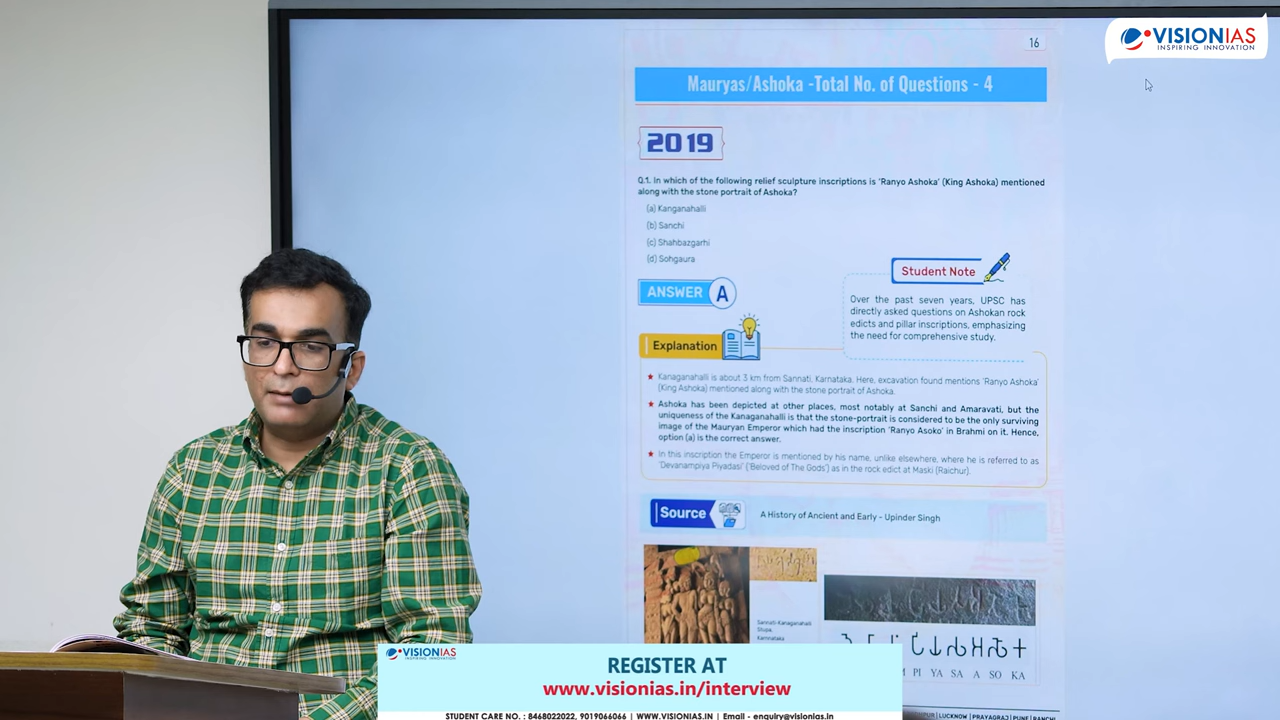 VISIONIAS
INSPIRING INNOVATION
16
Mauryas/Ashoka -Total No. of Questions - 4
2019
Q.1. In which of the following relief sculpture inscriptions is 'Ranyo Ashoka' (King Ashoka) mentioned
along with the stone portrait of Ashoka?
(a) Kanganahalli
(b) Sanchi
(c) Shahbazgarhi
(d) Sohgaura
ANSWER A
Student Note
Over the past seven years, UPSC has
directly asked questions on Ashokan rock
edicts and pillar inscriptions, emphasizing
the need for comprehensive study.
Explanation
★ Kanaganahalli is about 3 km from Sannati, Karnataka. Here, excavation found mentions 'Ranyo Ashoka'
(King Ashoka) mentioned along with the stone portrait of Ashoka.
★ Ashoka has been depicted at other places, most notably at Sanchi and Amaravati, but the
uniqueness of the Kanaganahalli is that the stone-portrait is considered to be the only surviving
image of the Mauryan Emperor which had the inscription 'Ranyo Asoko' in Brahmi on it. Hence,
option (a) is the correct answer.
★ In this inscription the Emperor is mentioned by his name, unlike elsewhere, where he is referred to as
'Devanampiya Piyadasi' ('Beloved of The Gods') as in the rock edict at Maski (Raichur).
Source
A History of Ancient and Early - Upinder Singh
Sannati-Kanaganahalli
Stupa,
Karnataka
PI YA SA A SO KA
VISIONIAS
INSPIRING INNOVATION
REGISTER AT
www.visionias.in/interview
LUCKNOW | PRAYAGRAJ | PUNE | RANCHI
STUDENT CARE NO. : 8468022022, 9019066066 | WWW.VISIONIAS.IN | Email - enquiry@visionias.in